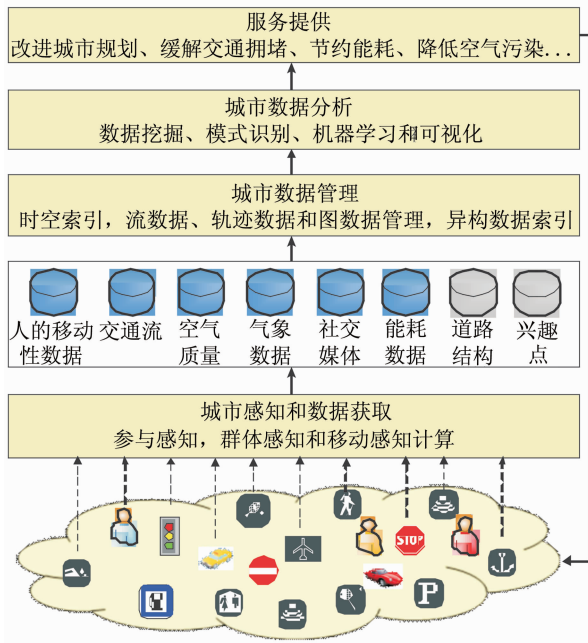 服务提供
改进城市规划、缓解交通拥堵、节约能耗、降低空气污染...
城市数据分析
数据挖掘、模式识别、机器学习和可视化
城市数据管理
时空索引，流数据、轨迹数据和图数据管理，异构数据索引
人的移动性数据
交通流
空气质量
气象数据
社交媒体
能耗数据
道路结构
兴趣点
城市感知和数据获取
参与感知，群体感知和移动感知计算
STOP
P